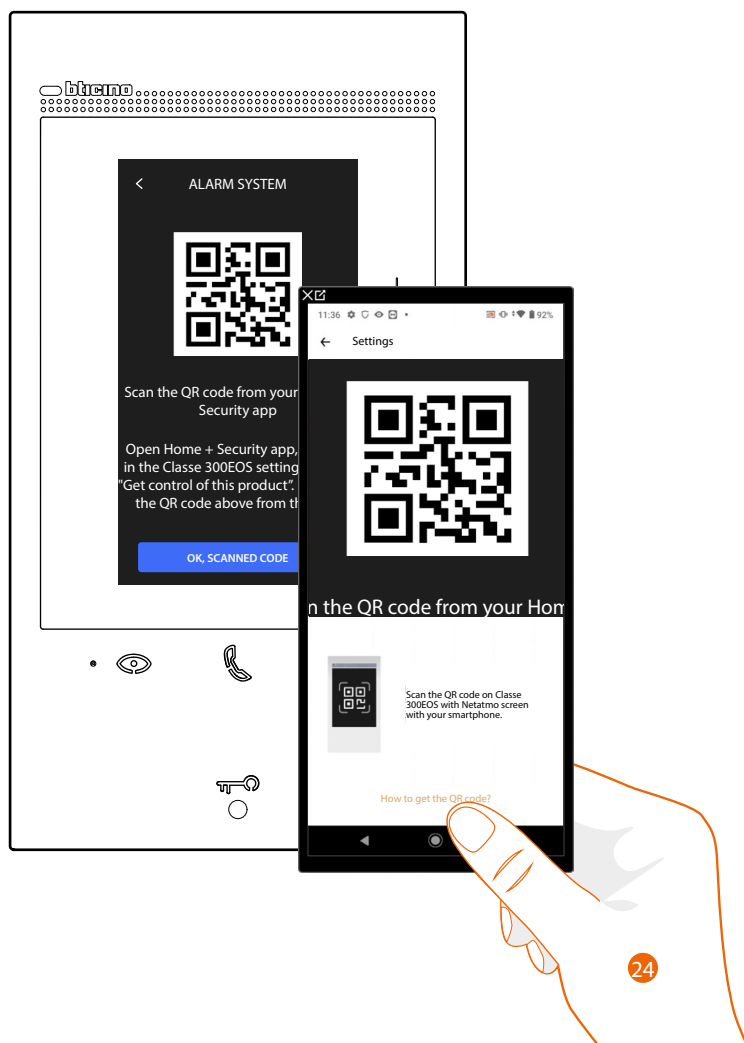 bticino
ALARM SYSTEM
Scan the QR code from your
Security app
Open Home + Security app,
in the Classe 300EOS setting
"Get control of this product".
the QR code above from th
OK, SCANNED CODE
11:36
92%
Settings
n the QR code from your Hom
Scan the QR code on Classe
300EOS with Netatmo screen
with your smartphone.
How to get the QR code?
24